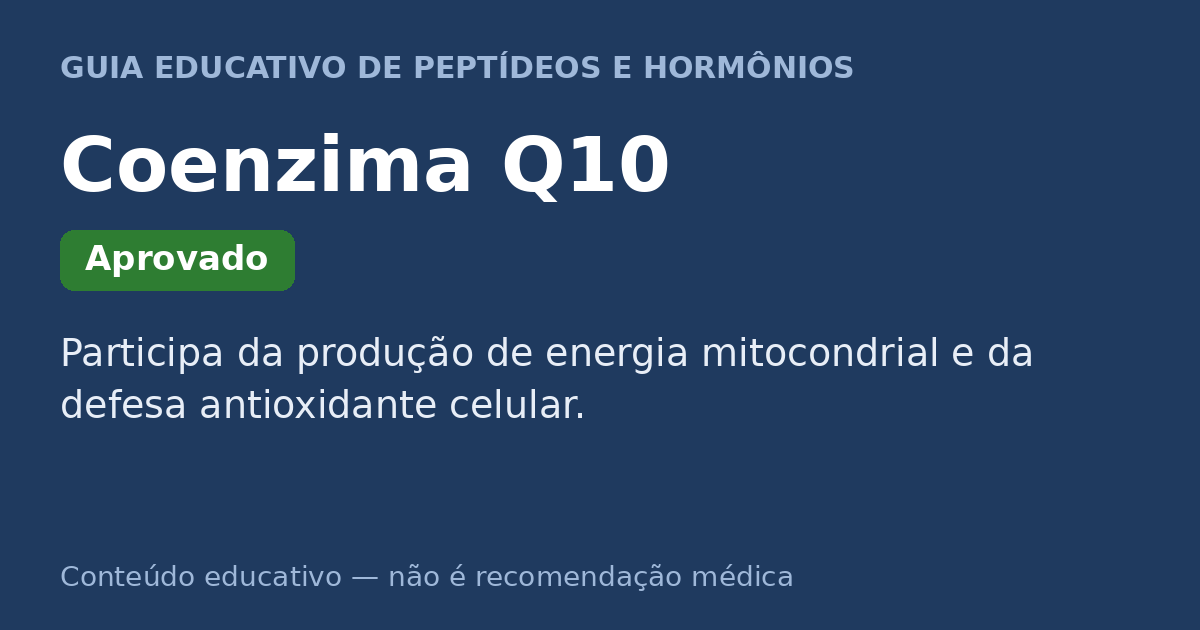 GUIA EDUCATIVO DE PEPTÍDEOS E HORMÔNIOS
Coenzima Q10
Aprovado
Participa da produção de energia mitocondrial e da
defesa antioxidante celular.
Conteúdo educativo — não é recomendação médica